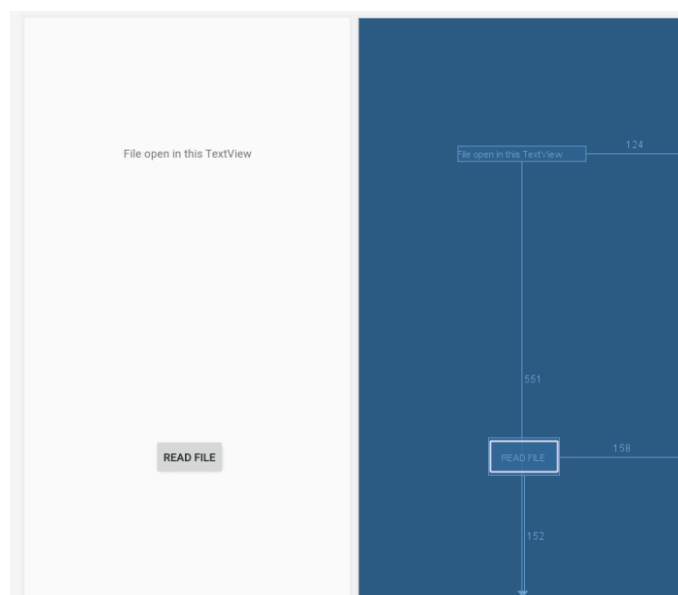 File open in this TextView
READ FILE
File open in this TextView
124
551
READ FILE
158
152